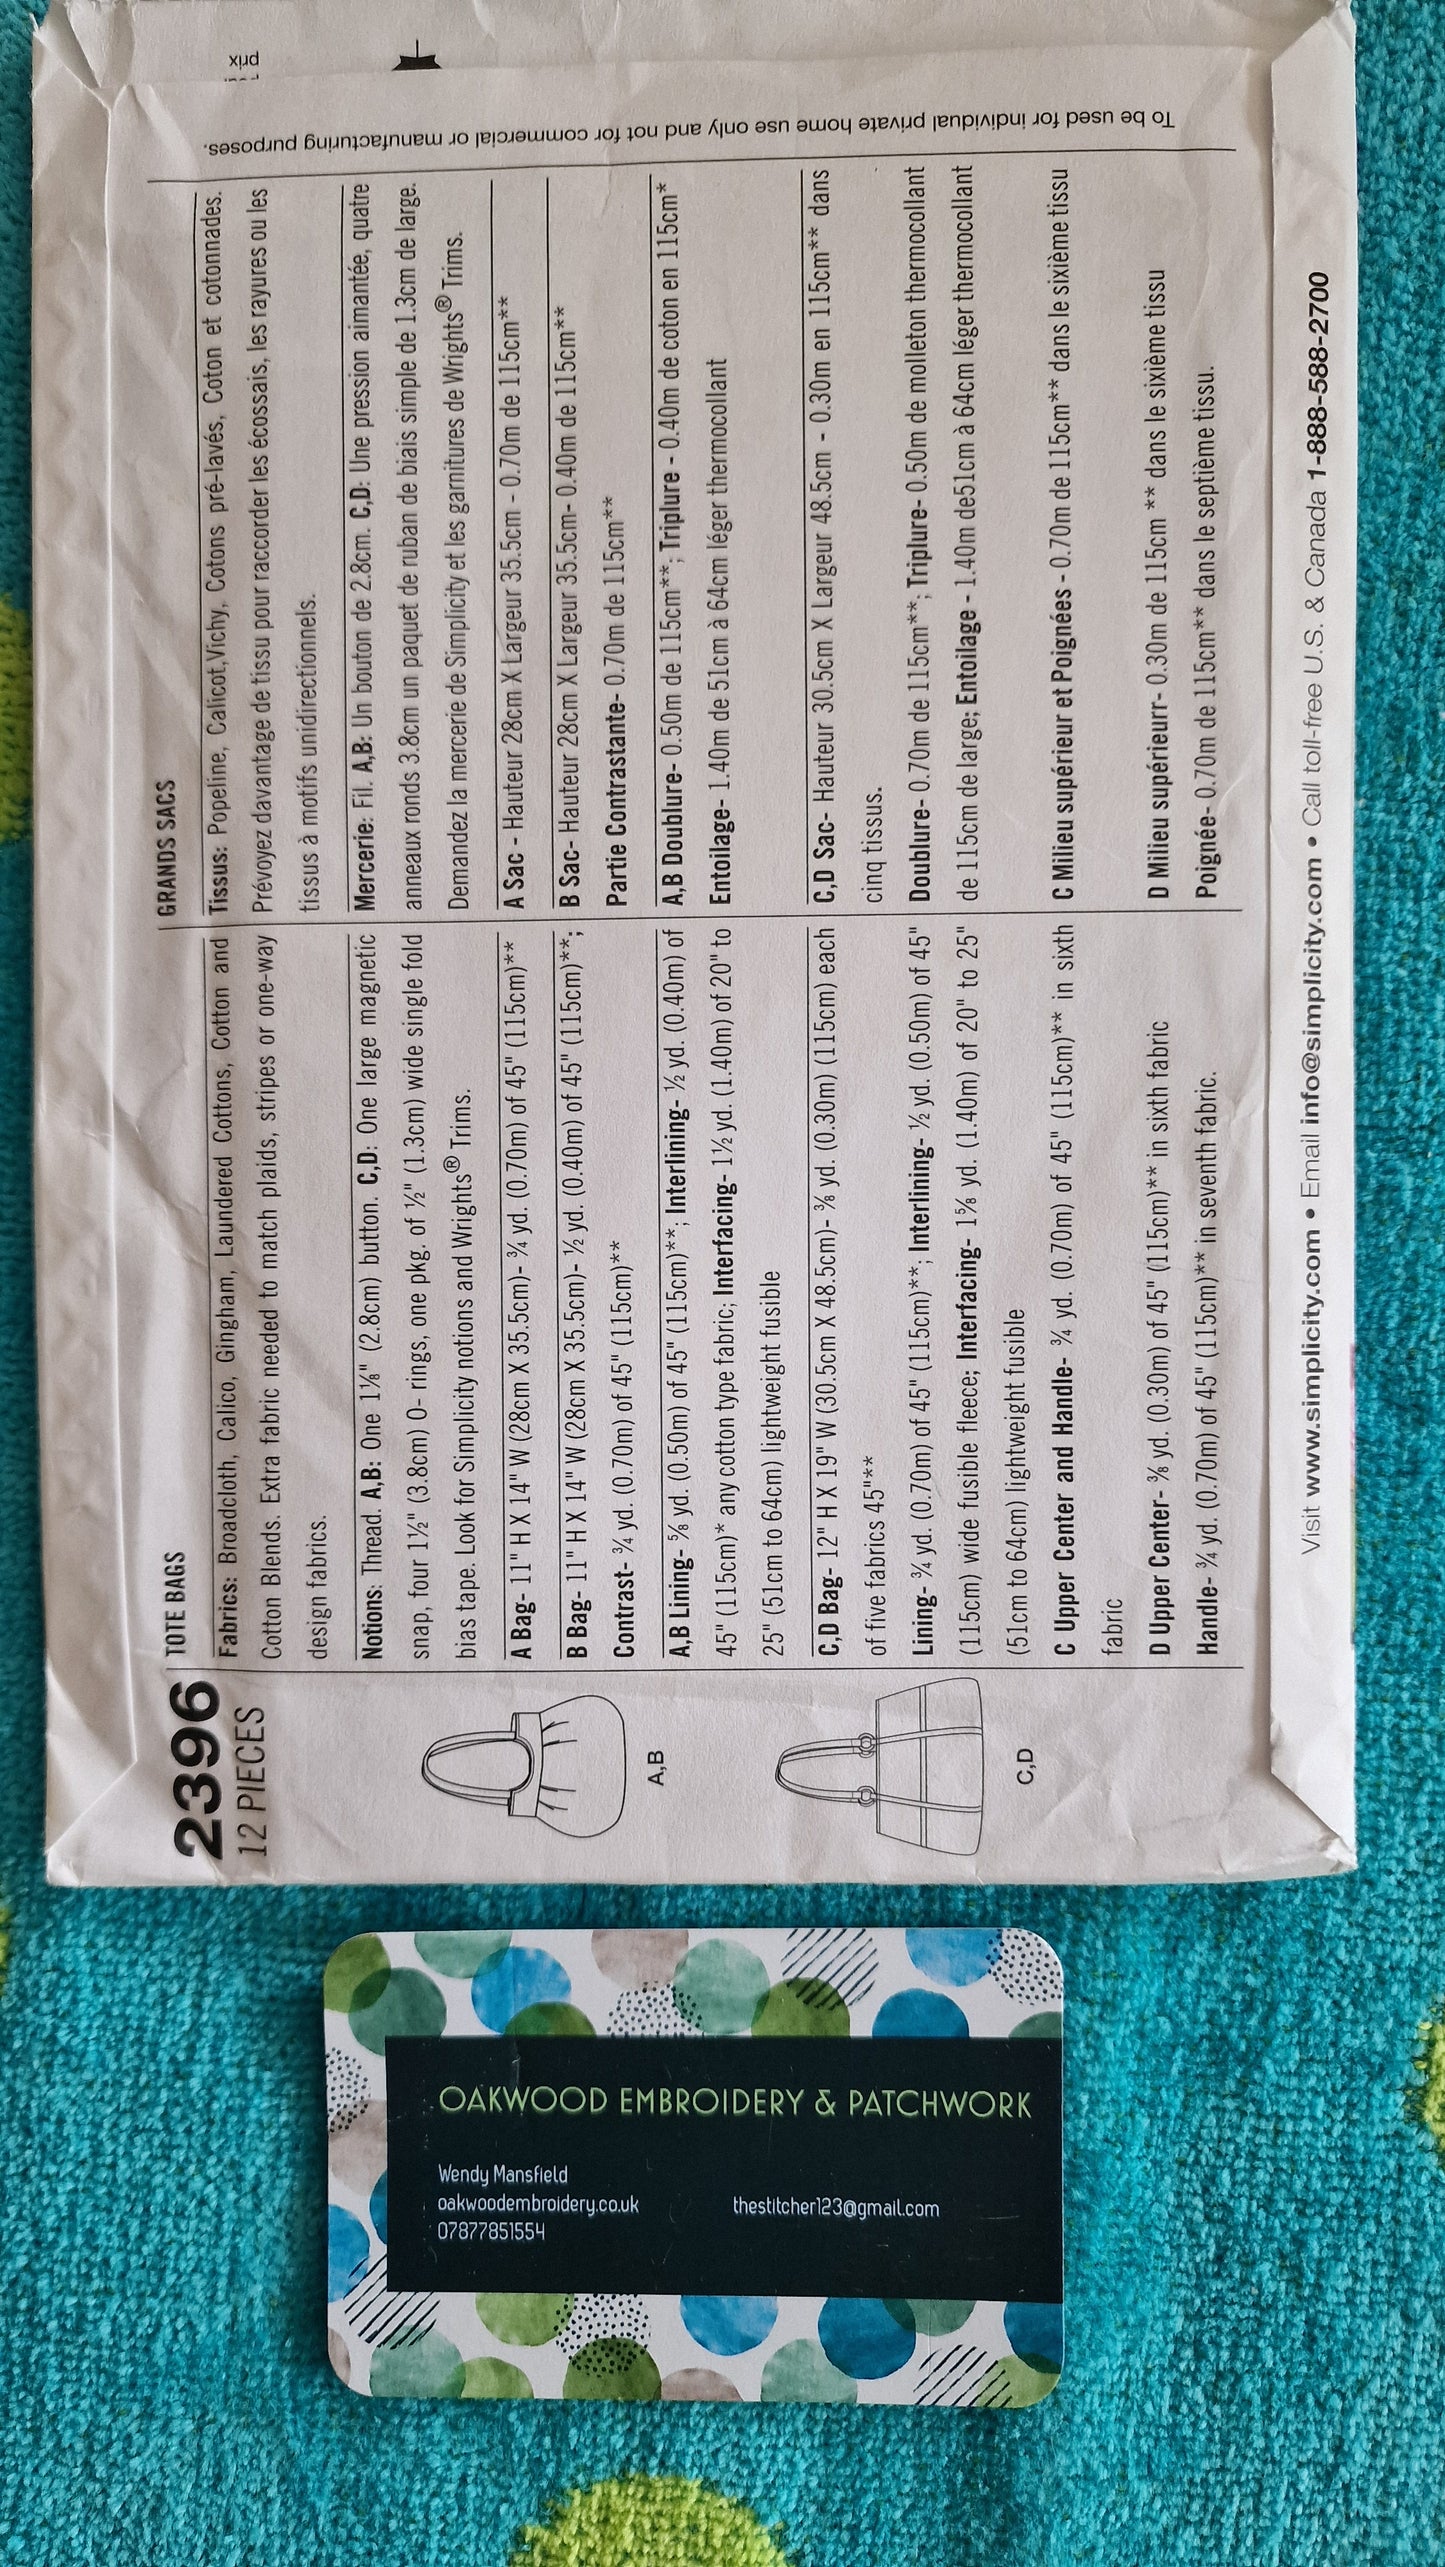 2396
12 PIECES
A,B
C,D
TOTE BAGS
Fabrics: Broadcloth, Calico, Gingham, Laundered Cottons, Cotton and
Cotton Blends. Extra fabric needed to match plaids, stripes or one-way
design fabrics.
Notions: Thread. A,B: One 1⅛" (2.8cm) button. C,D: One large magnetic
snap, four 1½" (3.8cm) O- rings, one pkg. of ½" (1.3cm) wide single fold
bias tape. Look for Simplicity notions and Wrights® Trims.
A Bag- 11" H X 14" W (28cm X 35.5cm)- ¾ yd. (0.70m) of 45" (115cm)**
B Bag- 11" H X 14" W (28cm X 35.5cm)- ½ yd. (0.40m) of 45" (115cm)**;
Contrast- ¾ yd. (0.70m) of 45" (115cm)**
A,B Lining- ⅝ yd. (0.50m) of 45" (115cm)**; Interlining- ½ yd. (0.40m) of
45" (115cm)* any cotton type fabric; Interfacing- 1½ yd. (1.40m) of 20" to
25" (51cm to 64cm) lightweight fusible
C,D Bag- 12" H X 19" W (30.5cm X 48.5cm)- ⅜ yd. (0.30m) (115cm) each
of five fabrics 45"**
Lining- ¾ yd. (0.70m) of 45" (115cm)**; Interlining- ½ yd. (0.50m) of 45"
(115cm) wide fusible fleece; Interfacing- 1⅝ yd. (1.40m) of 20" to 25"
(51cm to 64cm) lightweight fusible
C Upper Center and Handle- ¾ yd. (0.70m) of 45" (115cm)** in sixth
fabric
D Upper Center- ⅜ yd. (0.30m) of 45" (115cm)** in sixth fabric
Handle- ¾ yd. (0.70m) of 45" (115cm)** in seventh fabric.
GRANDS SACS
Tissus: Popeline, Calicot,Vichy, Cotons pré-lavés, Coton et cotonnades.
Prévoyez davantage de tissu pour raccorder les écossais, les rayures ou les
tissus à motifs unidirectionnels.
Mercerie: Fil. A,B: Un bouton de 2.8cm. C,D: Une pression aimantée, quatre
anneaux ronds 3.8cm un paquet de ruban de biais simple de 1.3cm de large.
Demandez la mercerie de Simplicity et les garnitures de Wrights® Trims.
A Sac - Hauteur 28cm X Largeur 35.5cm - 0.70m de 115cm**
B Sac- Hauteur 28cm X Largeur 35.5cm- 0.40m de 115cm**
Partie Contrastante- 0.70m de 115cm**
A,B Doublure- 0.50m de 115cm**; Triplure - 0.40m de coton en 115cm*
Entoilage- 1.40m de 51cm à 64cm léger thermocollant
C,D Sac- Hauteur 30.5cm X Largeur 48.5cm - 0.30m en 115cm** dans
cinq tissus.
Doublure- 0.70m de 115cm**; Triplure- 0.50m de molleton thermocollant
de 115cm de large; Entoilage - 1.40m de51cm à 64cm léger thermocollant
C Milieu supérieur et Poignées - 0.70m de 115cm** dans le sixième tissu
D Milieu supérieurr- 0.30m de 115cm ** dans le sixième tissu
Poignée- 0.70m de 115cm** dans le septième tissu.
To be used for individual private home use only and not for commercial or manufacturing purposes.
prix
Visit www.simplicity.com • Email info@simplicity.com • Call toll-free U.S. & Canada 1-888-588-2700
OAKWOOD EMBROIDERY & PATCHWORK
Wendy Mansfield
oakwoodembroidery.co.uk
07877851554
thestitcher123@gmail.com